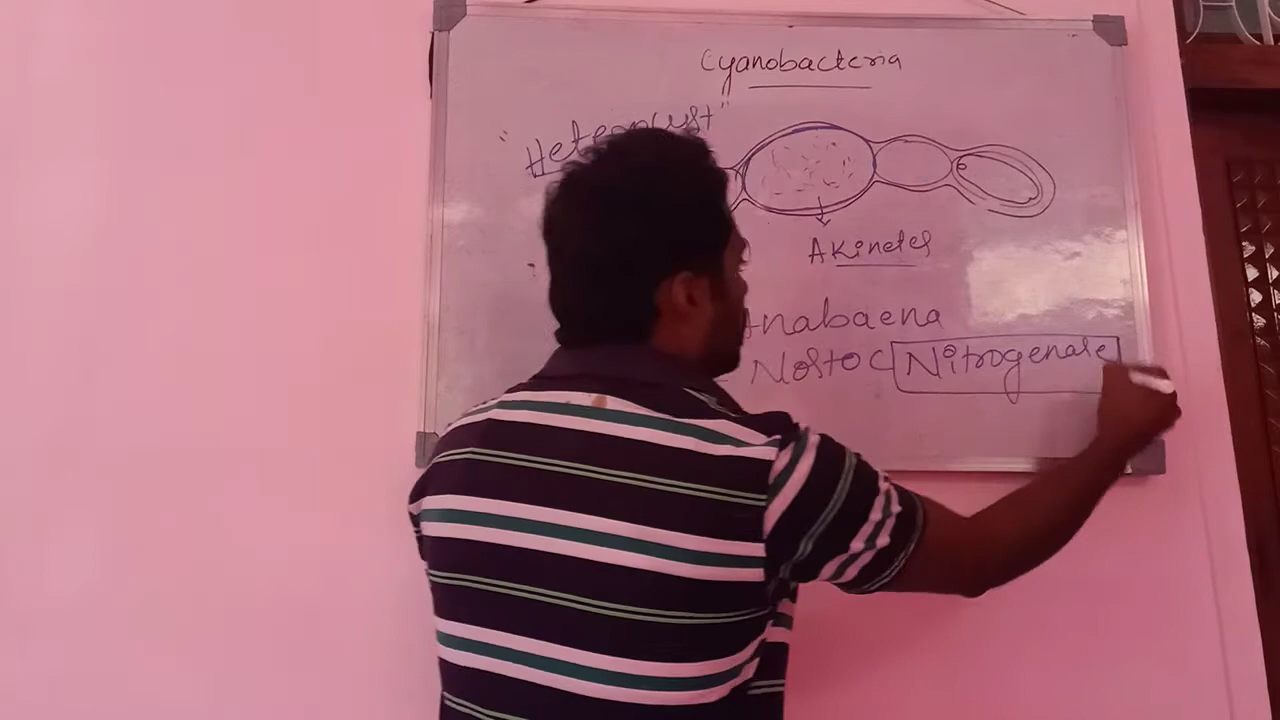 Cyanobacteria
"Heterocyst"
Akinetes
Anabaena
Nostoc Nitrogenase